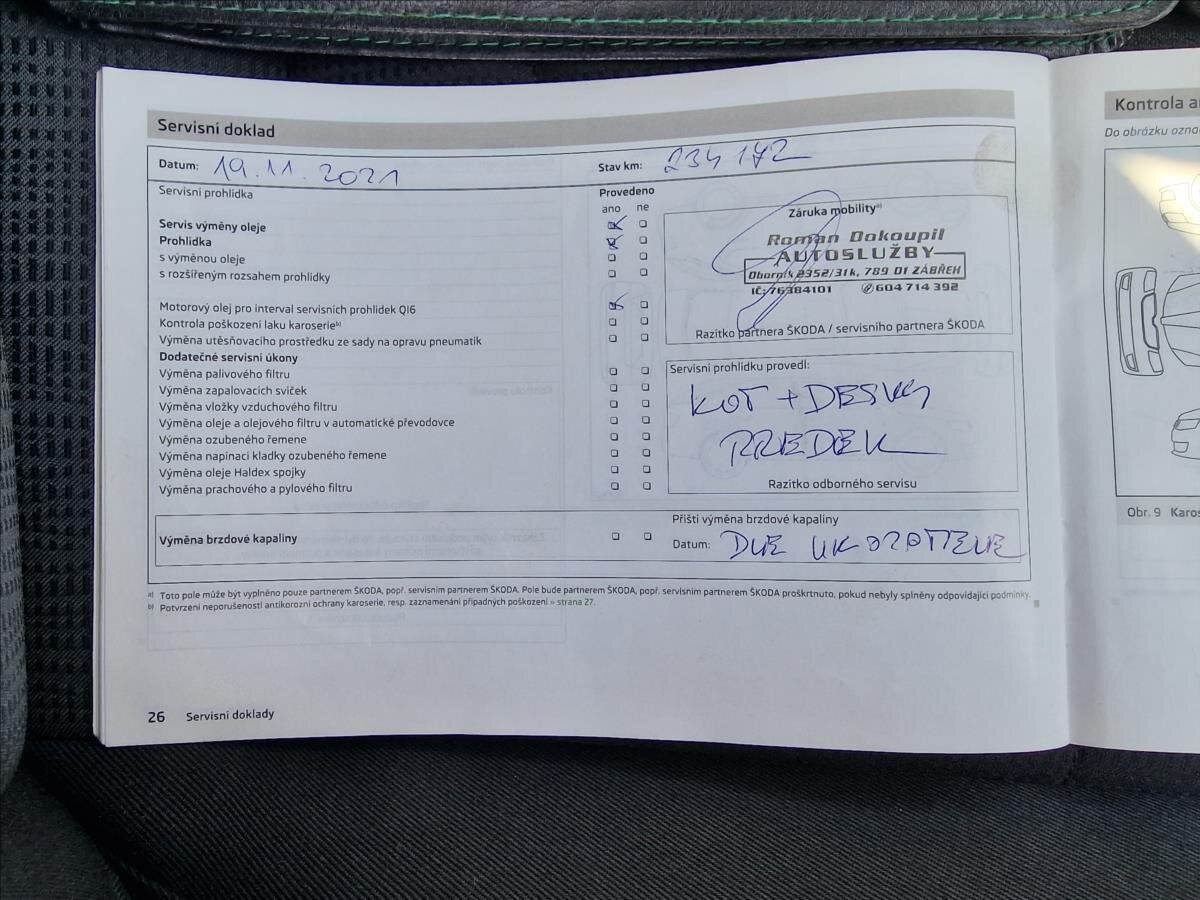 Servisní doklad
Datum: 19.11.2021
Stav km: 234 172
Servisní prohlídka
Provedeno
ano ne
Servis výměny oleje
Prohlídka
s výměnou oleje
s rozšířeným rozsahem prohlídky
Motorový olej pro interval servisních prohlídek QI6
Kontrola poškození laku karoserie b)
Výměna utěsňovacího prostředku ze sady na opravu pneumatik
Dodatečné servisní úkony
Výměna palivového filtru
Výměna zapalovacích svíček
Výměna vložky vzduchového filtru
Výměna oleje a olejového filtru v automatické převodovce
Výměna ozubeného řemene
Výměna napínací kladky ozubeného řemene
Výměna oleje Haldex spojky
Výměna prachového a pylového filtru
Záruka mobility a)
Roman Dokoupil
AUTOSLUŽBY
Oborník 2352/31k, 789 01 ZÁBŘEH
IČ: 76384101 604 714 392
Razítko partnera ŠKODA / servisního partnera ŠKODA
Servisní prohlídku provedl:
KOT + DESKY
PŘEDEK
Razítko odborného servisu
Výměna brzdové kapaliny
Příští výměna brzdové kapaliny
Datum: DLE UKAZATELE
a) Toto pole může být vyplněno pouze partnerem ŠKODA, popř. servisním partnerem ŠKODA. Pole bude partnerem ŠKODA, popř. servisním partnerem ŠKODA proškrtnuto, pokud nebyly splněny odpovídající podmínky.
b) Potvrzení neporušenosti antikorozní ochrany karoserie, resp. zaznamenání případných poškození » strana 27.
26 Servisní doklady
Kontrola
Do obrázku
Obr. 9